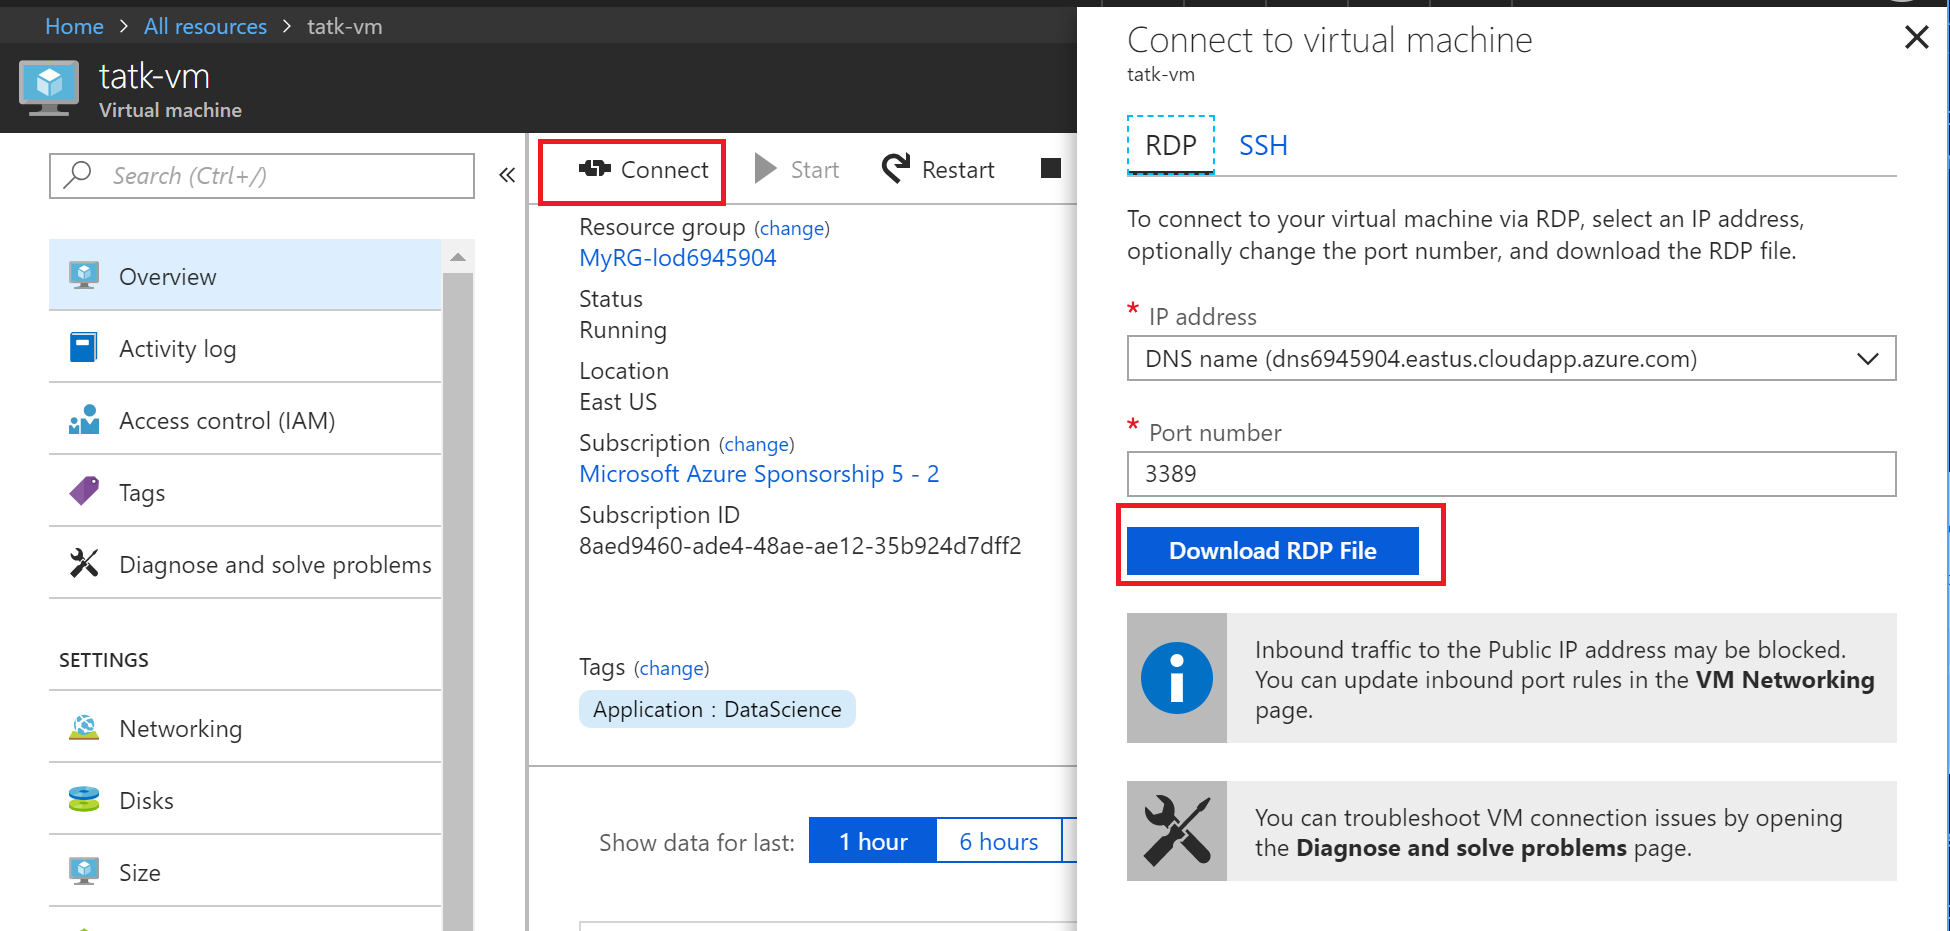 Home > All resources > tatk-vm
tatk-vm
Virtual machine
Search (Ctrl+/)
«
Overview
Activity log
Access control (IAM)
Tags
Diagnose and solve problems
SETTINGS
Networking
Disks
Size
Connect
Start
Restart
Resource group (change)
MyRG-lod6945904
Status
Running
Location
East US
Subscription (change)
Microsoft Azure Sponsorship 5 - 2
Subscription ID
8aed9460-ade4-48ae-ae12-35b924d7dff2
Tags (change)
Application : DataScience
Show data for last:
1 hour
6 hours
Connect to virtual machine
tatk-vm
RDP
SSH
To connect to your virtual machine via RDP, select an IP address,
optionally change the port number, and download the RDP file.
* IP address
DNS name (dns6945904.eastus.cloudapp.azure.com)
* Port number
3389
Download RDP File
Inbound traffic to the Public IP address may be blocked.
You can update inbound port rules in the VM Networking
page.
You can troubleshoot VM connection issues by opening
the Diagnose and solve problems page.